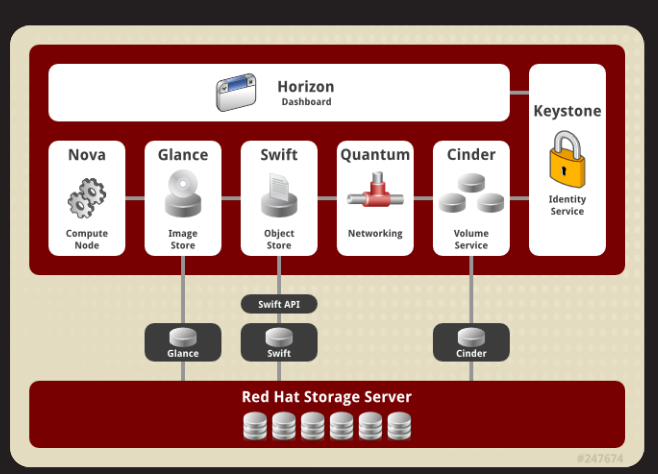 Horizon
Dashboard
Keystone
Identity
Service
Nova
Compute
Node
Glance
Image
Store
Swift
Object
Store
Quantum
Networking
Cinder
Volume
Service
Swift API
Glance
Swift
Cinder
Red Hat Storage Server
#247674